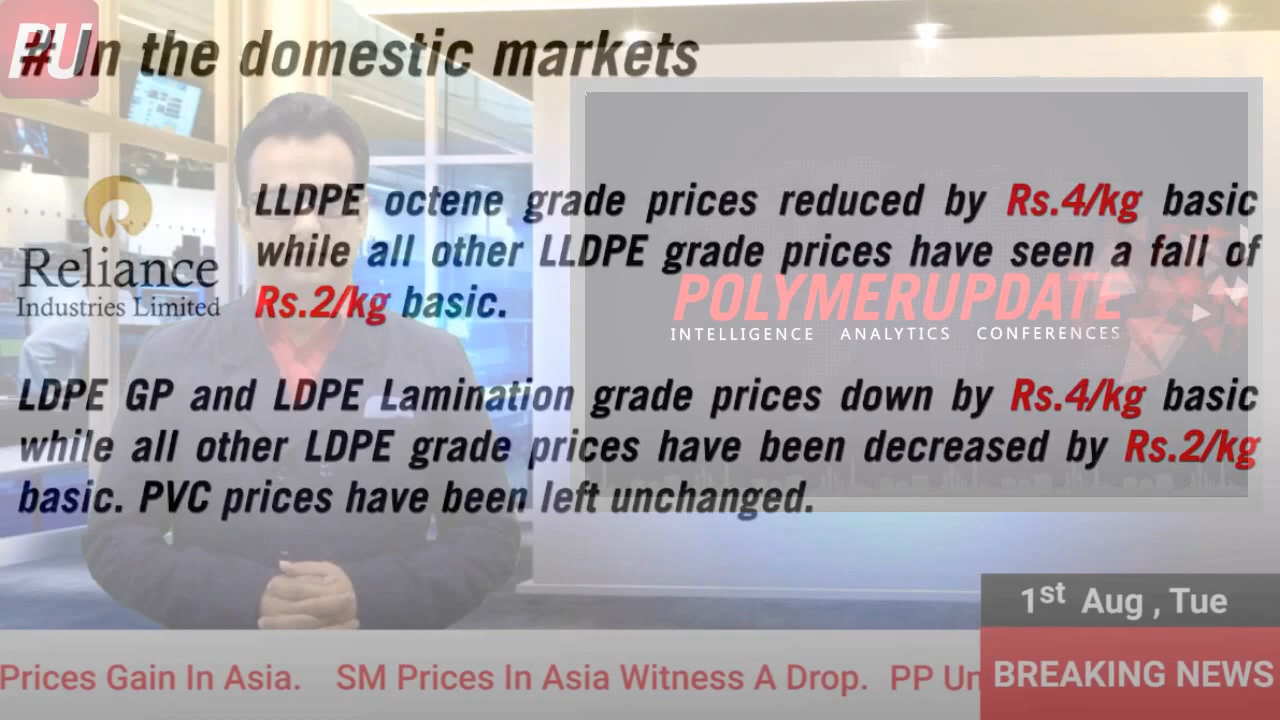 PU
# In the domestic markets
Reliance
Industries Limited
LLDPE octene grade prices reduced by Rs.4/kg basic
while all other LLDPE grade prices have seen a fall of
Rs.2/kg basic.
POLYMERUPDATE
INTELLIGENCE ANALYTICS CONFERENCES
LDPE GP and LDPE Lamination grade prices down by Rs.4/kg basic
while all other LDPE grade prices have been decreased by Rs.2/kg
basic. PVC prices have been left unchanged.
1st Aug , Tue
Prices Gain In Asia. SM Prices In Asia Witness A Drop. PP Un
BREAKING NEWS